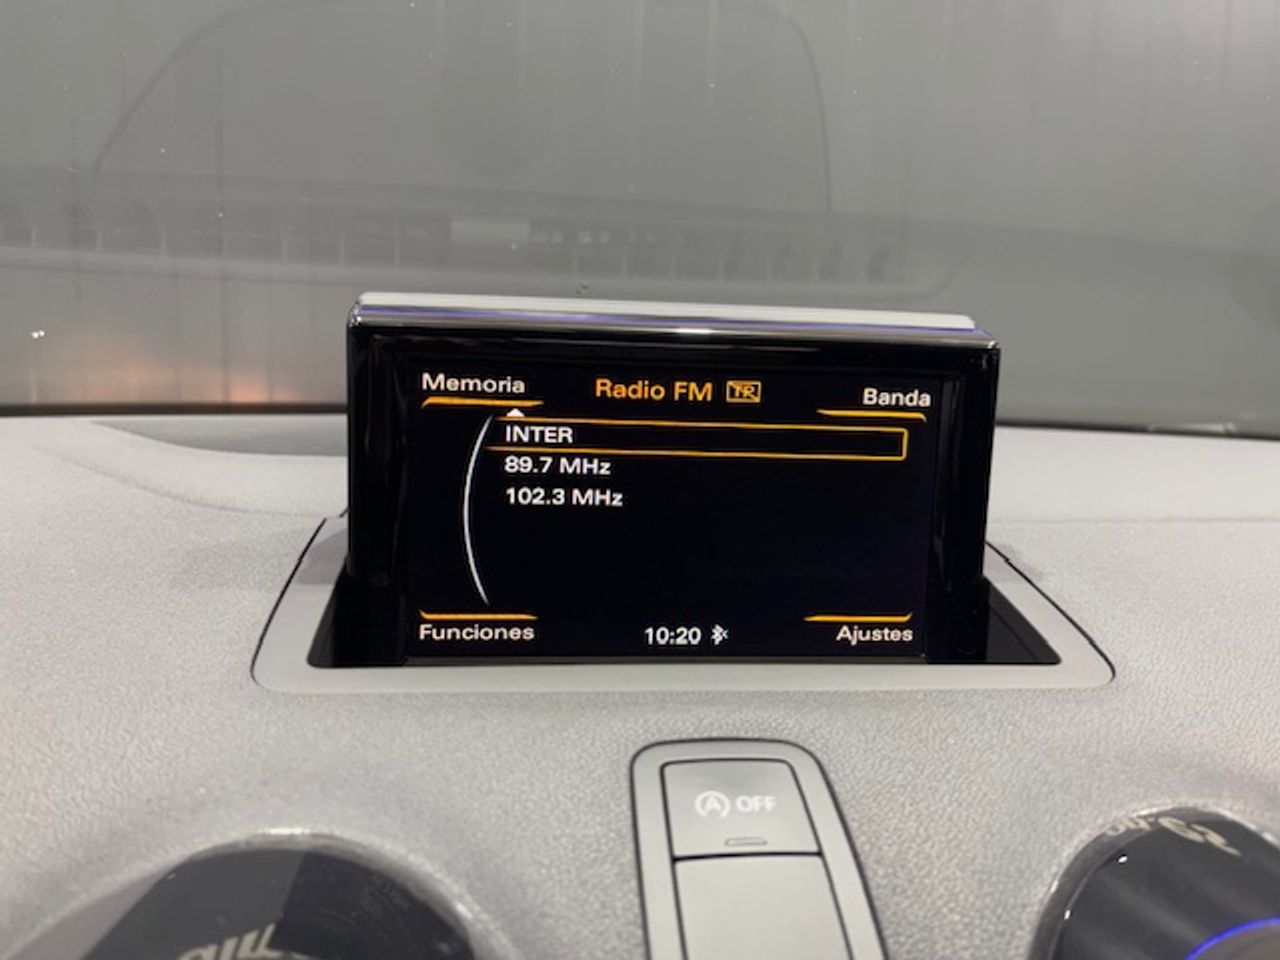 Memoria Radio FM TP Banda
INTER
89.7 MHz
102.3 MHz
Funciones 10:20 Ajustes
A OFF